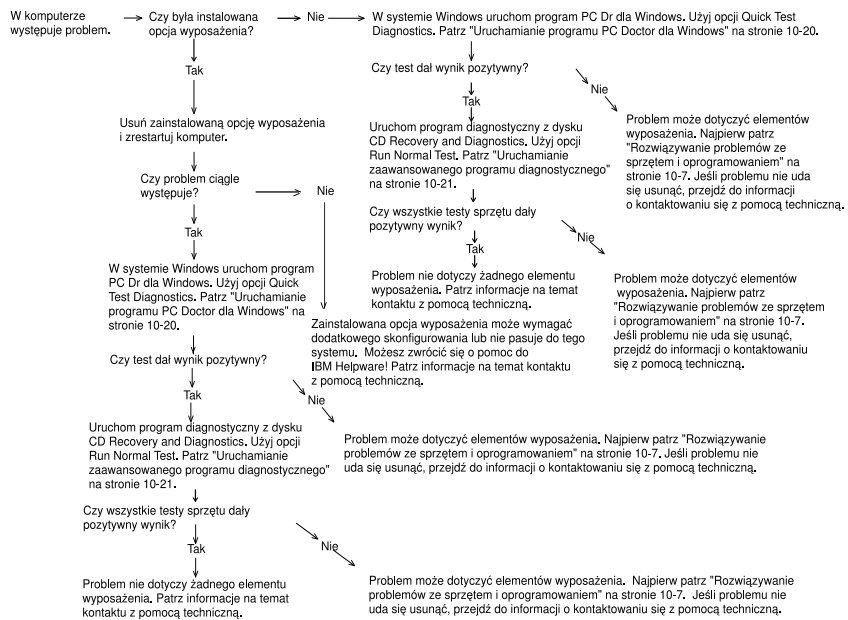 W komputerze
występuje problem.
Czy była instalowana
opcja wyposażenia?
Nie
W systemie Windows uruchom program PC Dr dla Windows. Użyj opcji Quick Test
Diagnostics. Patrz "Uruchamianie programu PC Doctor dla Windows" na stronie 10-20.
Czy test dał wynik pozytywny?
Nie
Problem może dotyczyć elementów
wyposażenia. Najpierw patrz
"Rozwiązywanie problemów ze
sprzętem i oprogramowaniem" na
stronie 10-7. Jeśli problemu nie uda
się usunąć, przejdź do informacji
o kontaktowaniu się z pomocą techniczną.
Tak
Uruchom program diagnostyczny z dysku
CD Recovery and Diagnostics. Użyj opcji
Run Normal Test. Patrz "Uruchamianie
zaawansowanego programu diagnostycznego"
na stronie 10-21.
Czy wszystkie testy sprzętu dały
pozytywny wynik?
Nie
Problem może dotyczyć elementów
wyposażenia. Najpierw patrz
"Rozwiązywanie problemów ze sprzętem
i oprogramowaniem" na stronie 10-7.
Jeśli problemu nie uda się usunąć,
przejdź do informacji o kontaktowaniu
się z pomocą techniczną.
Tak
Problem nie dotyczy żadnego elementu
wyposażenia. Patrz informacje na temat
kontaktu z pomocą techniczną.
Tak
Usuń zainstalowaną opcję wyposażenia
i zrestartuj komputer.
Czy problem ciągle
występuje?
Nie
Zainstalowana opcja wyposażenia może wymagać
dodatkowego skonfigurowania lub nie pasuje do tego
systemu. Możesz zwrócić się o pomoc do
IBM Helpware! Patrz informacje na temat kontaktu
z pomocą techniczną.
Tak
W systemie Windows uruchom program
PC Dr dla Windows. Użyj opcji Quick
Test Diagnostics. Patrz "Uruchamianie
programu PC Doctor dla Windows" na
stronie 10-20.
Czy test dał wynik pozytywny?
Nie
Problem może dotyczyć elementów wyposażenia. Najpierw patrz "Rozwiązywanie
problemów ze sprzętem i oprogramowaniem" na stronie 10-7. Jeśli problemu nie
uda się usunąć, przejdź do informacji o kontaktowaniu się z pomocą techniczną.
Tak
Uruchom program diagnostyczny z dysku
CD Recovery and Diagnostics. Użyj opcji
Run Normal Test. Patrz "Uruchamianie
zaawansowanego programu diagnostycznego"
na stronie 10-21.
Czy wszystkie testy sprzętu dały
pozytywny wynik?
Nie
Problem może dotyczyć elementów wyposażenia. Najpierw patrz "Rozwiązywanie
problemów ze sprzętem i oprogramowaniem" na stronie 10-7. Jeśli problemu nie
uda się usunąć, przejdź do informacji o kontaktowaniu się z pomocą techniczną.
Tak
Problem nie dotyczy żadnego elementu
wyposażenia. Patrz informacje na temat
kontaktu z pomocą techniczną.